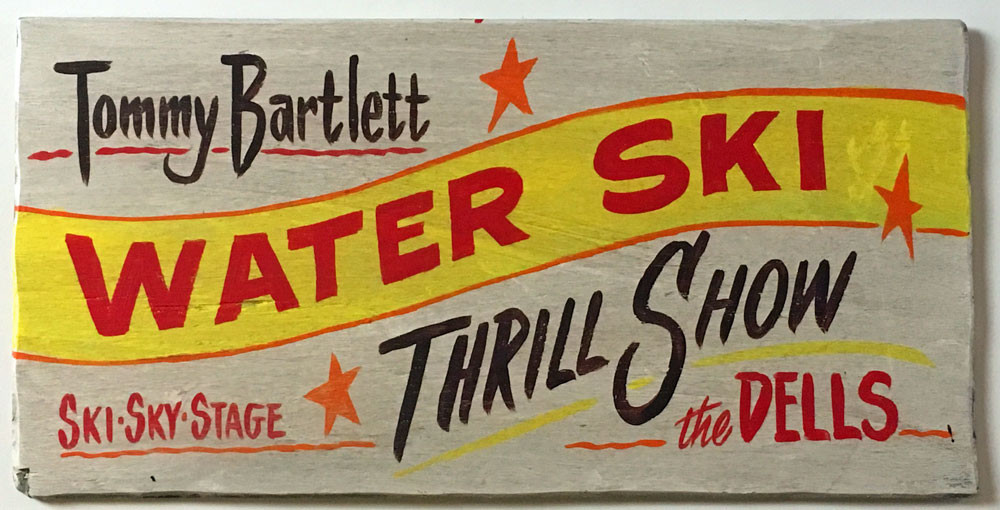 Tommy Bartlett
WATER SKI
THRILL SHOW
SKI·SKY·STAGE
the DELLS